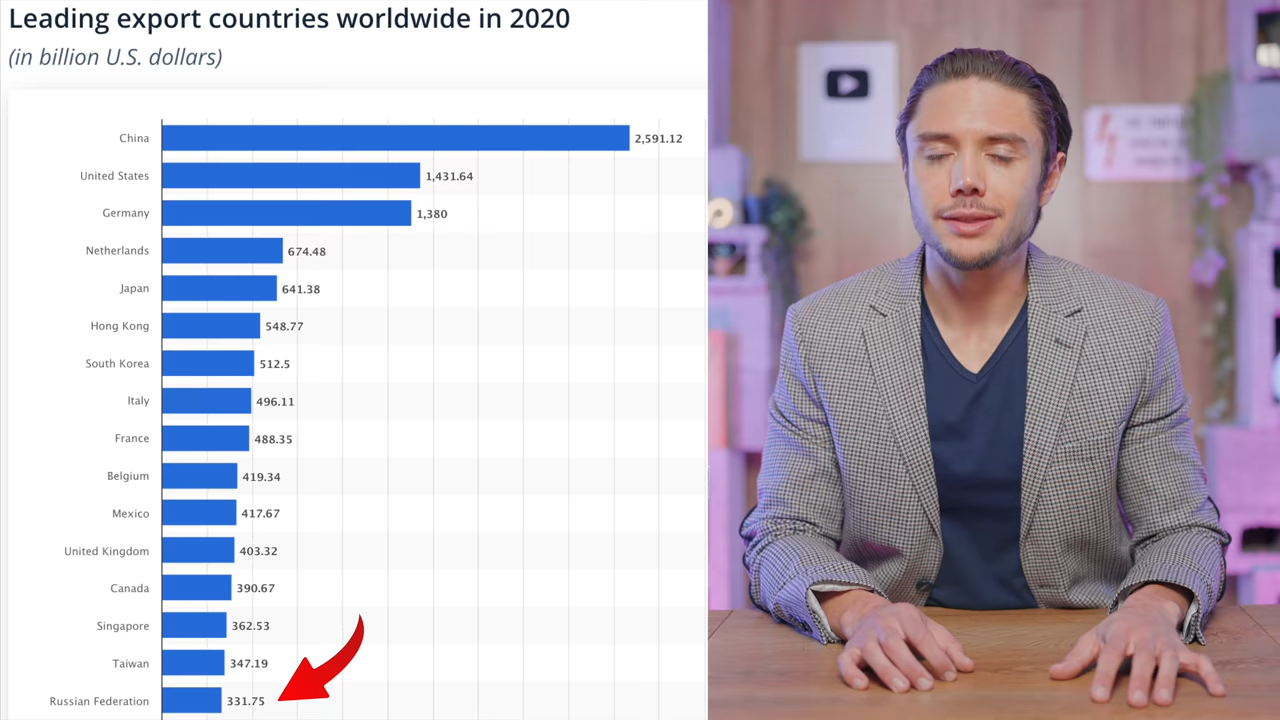 Leading export countries worldwide in 2020
(in billion U.S. dollars)
China 2,591.12
United States 1,431.64
Germany 1,380
Netherlands 674.48
Japan 641.38
Hong Kong 548.77
South Korea 512.5
Italy 496.11
France 488.35
Belgium 419.34
Mexico 417.67
United Kingdom 403.32
Canada 390.67
Singapore 362.53
Taiwan 347.19
Russian Federation 331.75